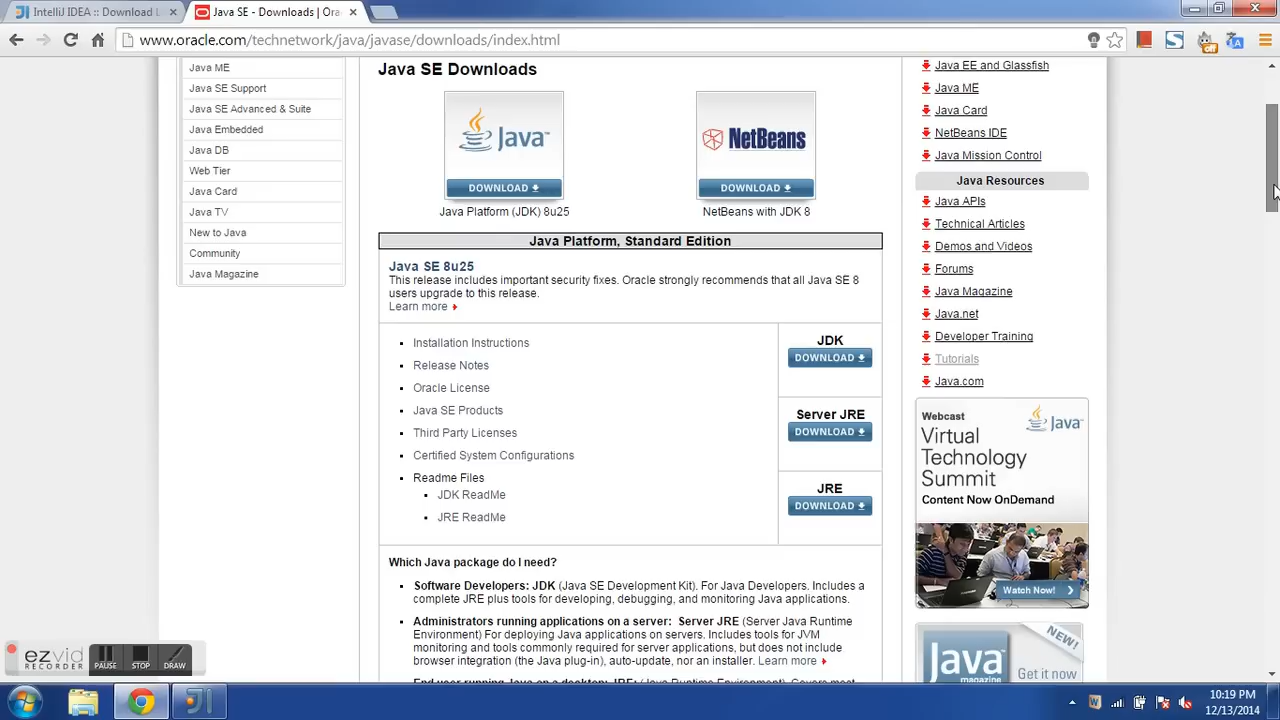 IntelliJ IDEA :: Download L
Java SE - Downloads | Ora
www.oracle.com/technetwork/java/javase/downloads/index.html
Java ME
Java SE Support
Java SE Advanced & Suite
Java Embedded
Java DB
Web Tier
Java Card
Java TV
New to Java
Community
Java Magazine
Java SE Downloads
Java
DOWNLOAD
Java Platform (JDK) 8u25
NetBeans
DOWNLOAD
NetBeans with JDK 8
Java Platform, Standard Edition
Java SE 8u25
This release includes important security fixes. Oracle strongly recommends that all Java SE 8
users upgrade to this release.
Learn more
Installation Instructions
Release Notes
Oracle License
Java SE Products
Third Party Licenses
Certified System Configurations
Readme Files
JDK ReadMe
JRE ReadMe
JDK
DOWNLOAD
Server JRE
DOWNLOAD
JRE
DOWNLOAD
Which Java package do I need?
Software Developers: JDK (Java SE Development Kit). For Java Developers. Includes a
complete JRE plus tools for developing, debugging, and monitoring Java applications.
Administrators running applications on a server: Server JRE (Server Java Runtime
Environment) For deploying Java applications on servers. Includes tools for JVM
monitoring and tools commonly required for server applications, but does not include
browser integration (the Java plug-in), auto-update, nor an installer. Learn more
End user running Java on a desktop: JRE: (Java Runtime Environment). Covers most
Java EE and Glassfish
Java ME
Java Card
NetBeans IDE
Java Mission Control
Java Resources
Java APIs
Technical Articles
Demos and Videos
Forums
Java Magazine
Java.net
Developer Training
Tutorials
Java.com
Webcast
Java
Virtual
Technology
Summit
Content Now OnDemand
Watch Now!
NEW!
Java
magazine
Get it now
ezvid
RECORDER
PAUSE
STOP
DRAW
off
10:19 PM
12/13/2014